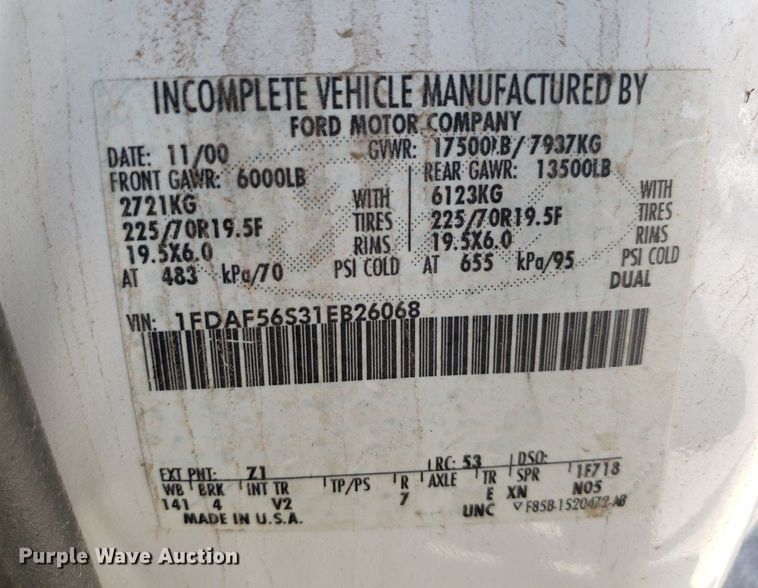 INCOMPLETE VEHICLE MANUFACTURED BY
FORD MOTOR COMPANY
DATE: 11/00 GVWR: 17500LB/7937KG
FRONT GAWR: 6000LB REAR GAWR: 13500LB
2721KG WITH 6123KG WITH
225/70R19.5F TIRES 225/70R19.5F TIRES
19.5X6.0 RIMS 19.5X6.0 RIMS
AT 483 kPa/70 PSI COLD AT 655 kPa/95 PSI COLD
DUAL
VIN: 1FDAF56S31EB26068
EXT PNT: Z1 RC: 53 DSO:
WB BRK INT TR TP/PS R AXLE TR SPR 1F718
141 4 V2 7 E XN N05
MADE IN U.S.A. UNC F85B-1520472-AB
Purple Wave Auction